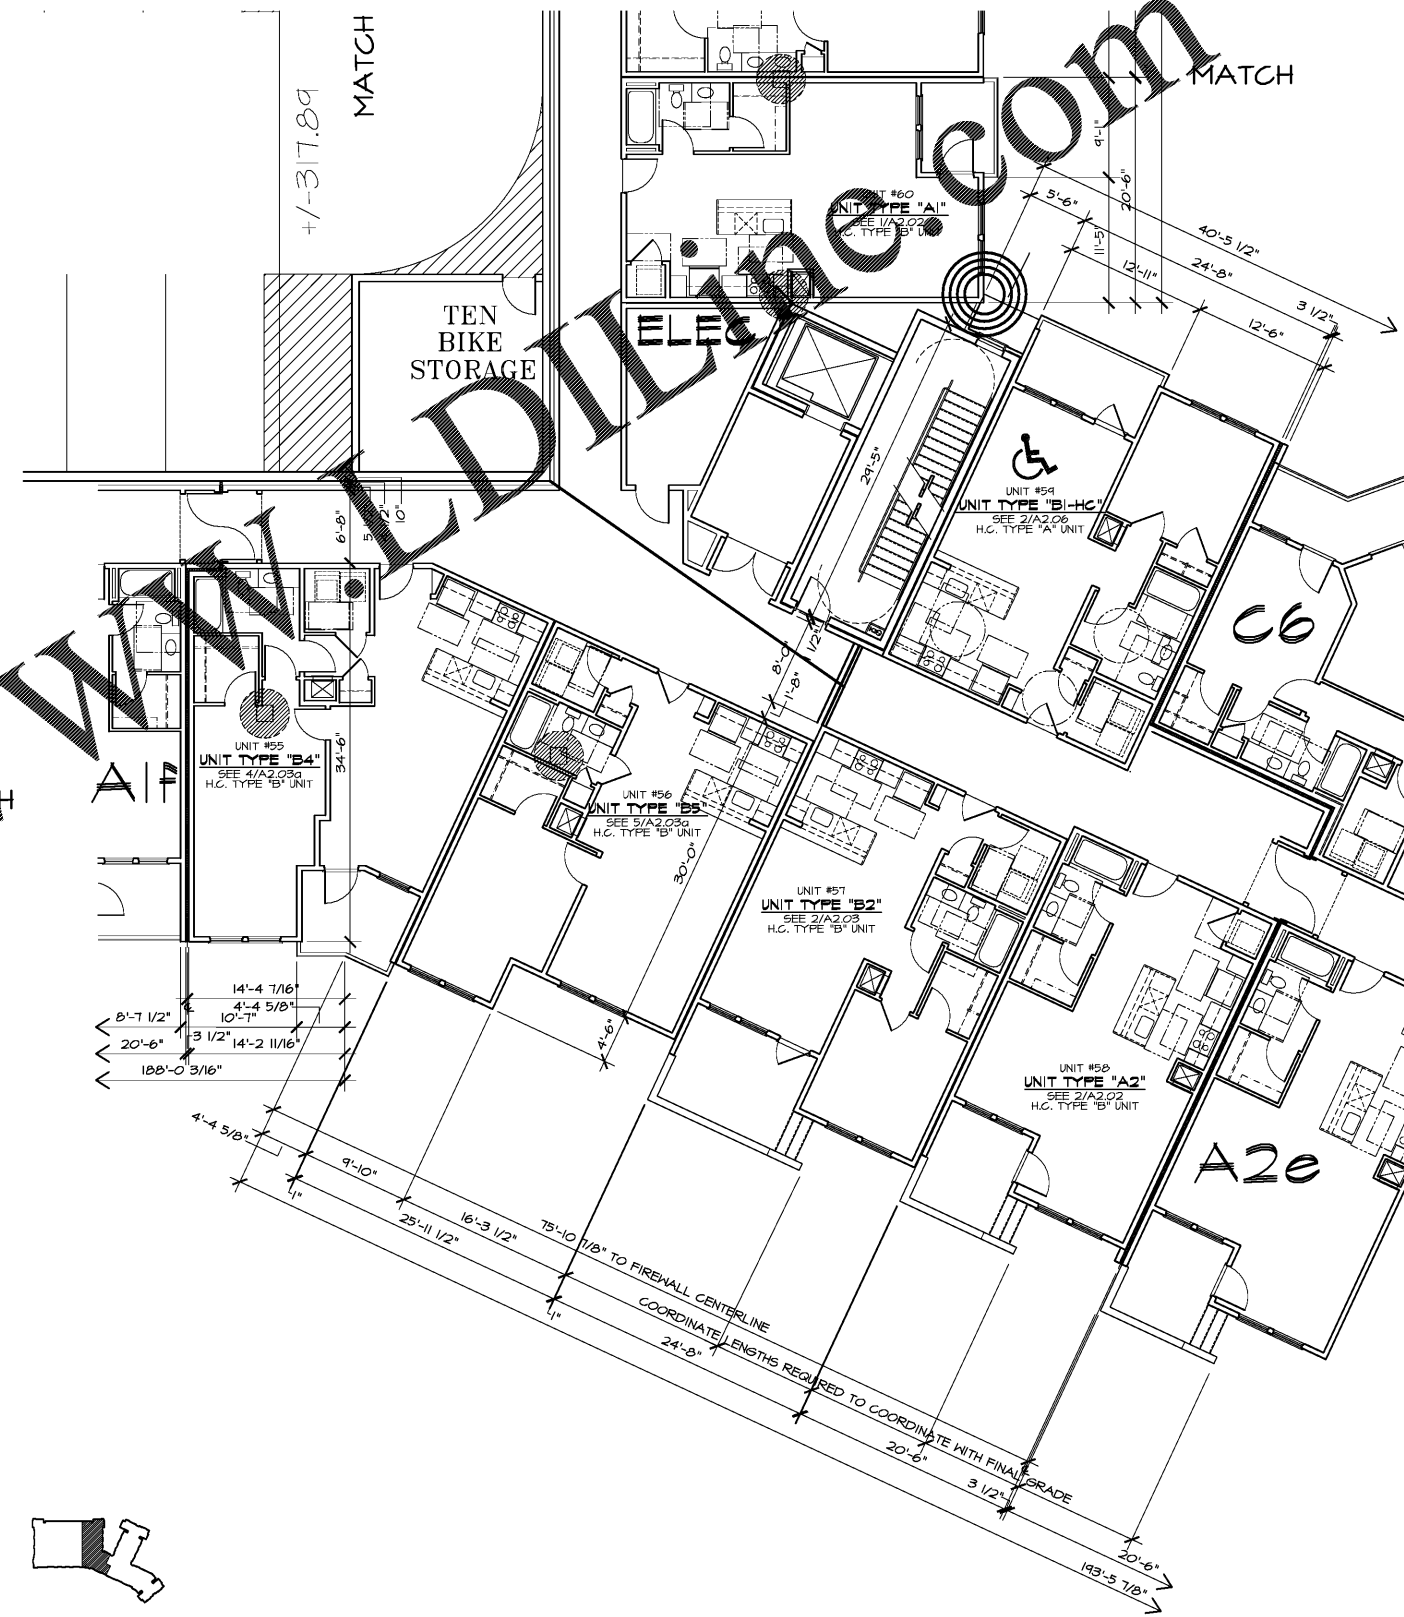 MATCH
MATCH
+/-317.89
9'-1"
20'-6"
11'-5"
UNIT #60
UNIT TYPE "A1"
SEE 1/A2.02
H.C. TYPE "B" UNIT
5'-6"
40'-5 1/2"
24'-8"
12'-11"
3 1/2"
12'-6"
TEN
BIKE
STORAGE
ELEC
www.LDILine.com
29'-5"
UNIT #59
UNIT TYPE "B1-HC"
SEE 2/A2.06
H.C. TYPE "A" UNIT
6'-8"
10"
C6
8'-0"
1/2"
1'-8"
UNIT #55
UNIT TYPE "B4"
SEE 4/A2.03a
H.C. TYPE "B" UNIT
34'-6"
A1f
H
UNIT #56
UNIT TYPE "B5"
SEE 5/A2.03a
H.C. TYPE "B" UNIT
30'-0"
UNIT #57
UNIT TYPE "B2"
SEE 2/A2.03
H.C. TYPE "B" UNIT
14'-4 7/16"
4'-4 5/8"
8'-7 1/2"
10'-7"
3 1/2"
20'-6"
14'-2 11/16"
188'-0 3/16"
4'-6"
UNIT #58
UNIT TYPE "A2"
SEE 2/A2.02
H.C. TYPE "B" UNIT
A2e
4'-4 5/8"
9'-10"
1"
25'-11 1/2"
16'-3 1/2"
75'-10 7/8" TO FIREWALL CENTERLINE
COORDINATE LENGTHS REQUIRED TO COORDINATE WITH FINAL GRADE
1"
24'-8"
20'-6"
3 1/2"
20'-6"
193'-5 7/8"